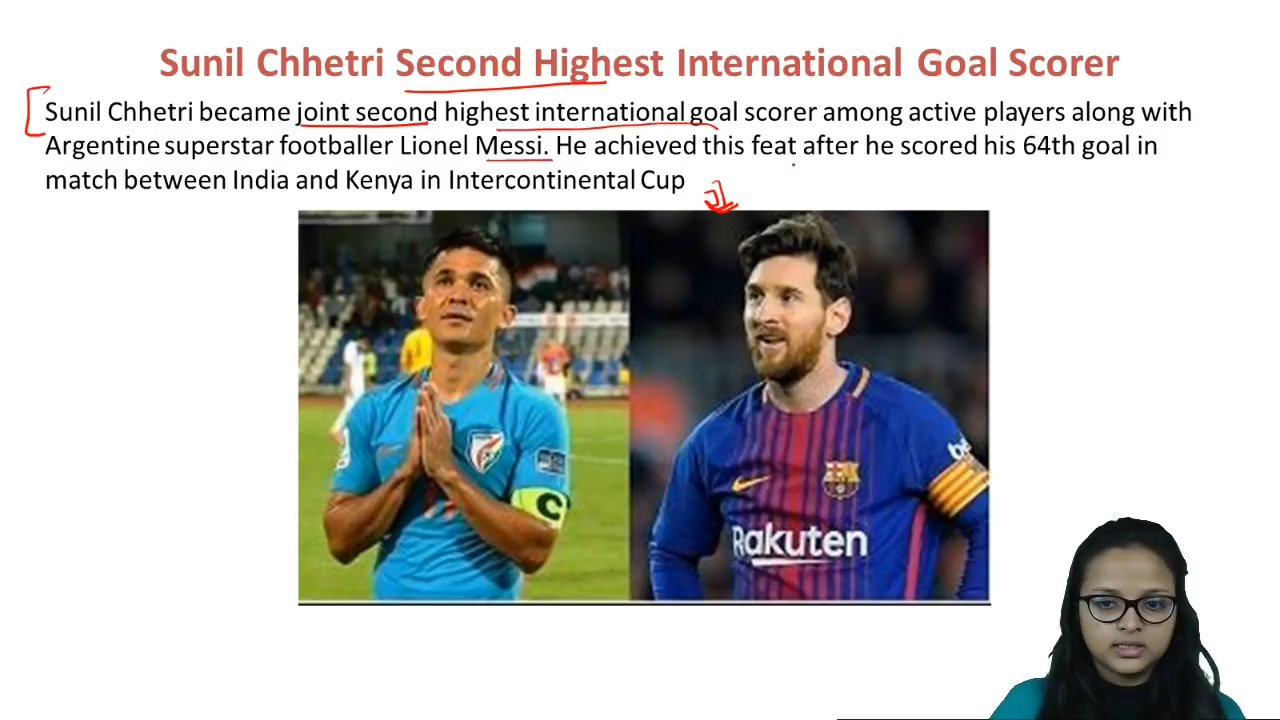 Sunil Chhetri Second Highest International Goal Scorer
Sunil Chhetri became joint second highest international goal scorer among active players along with
Argentine superstar footballer Lionel Messi. He achieved this feat after he scored his 64th goal in
match between India and Kenya in Intercontinental Cup
C
be
Rakuten